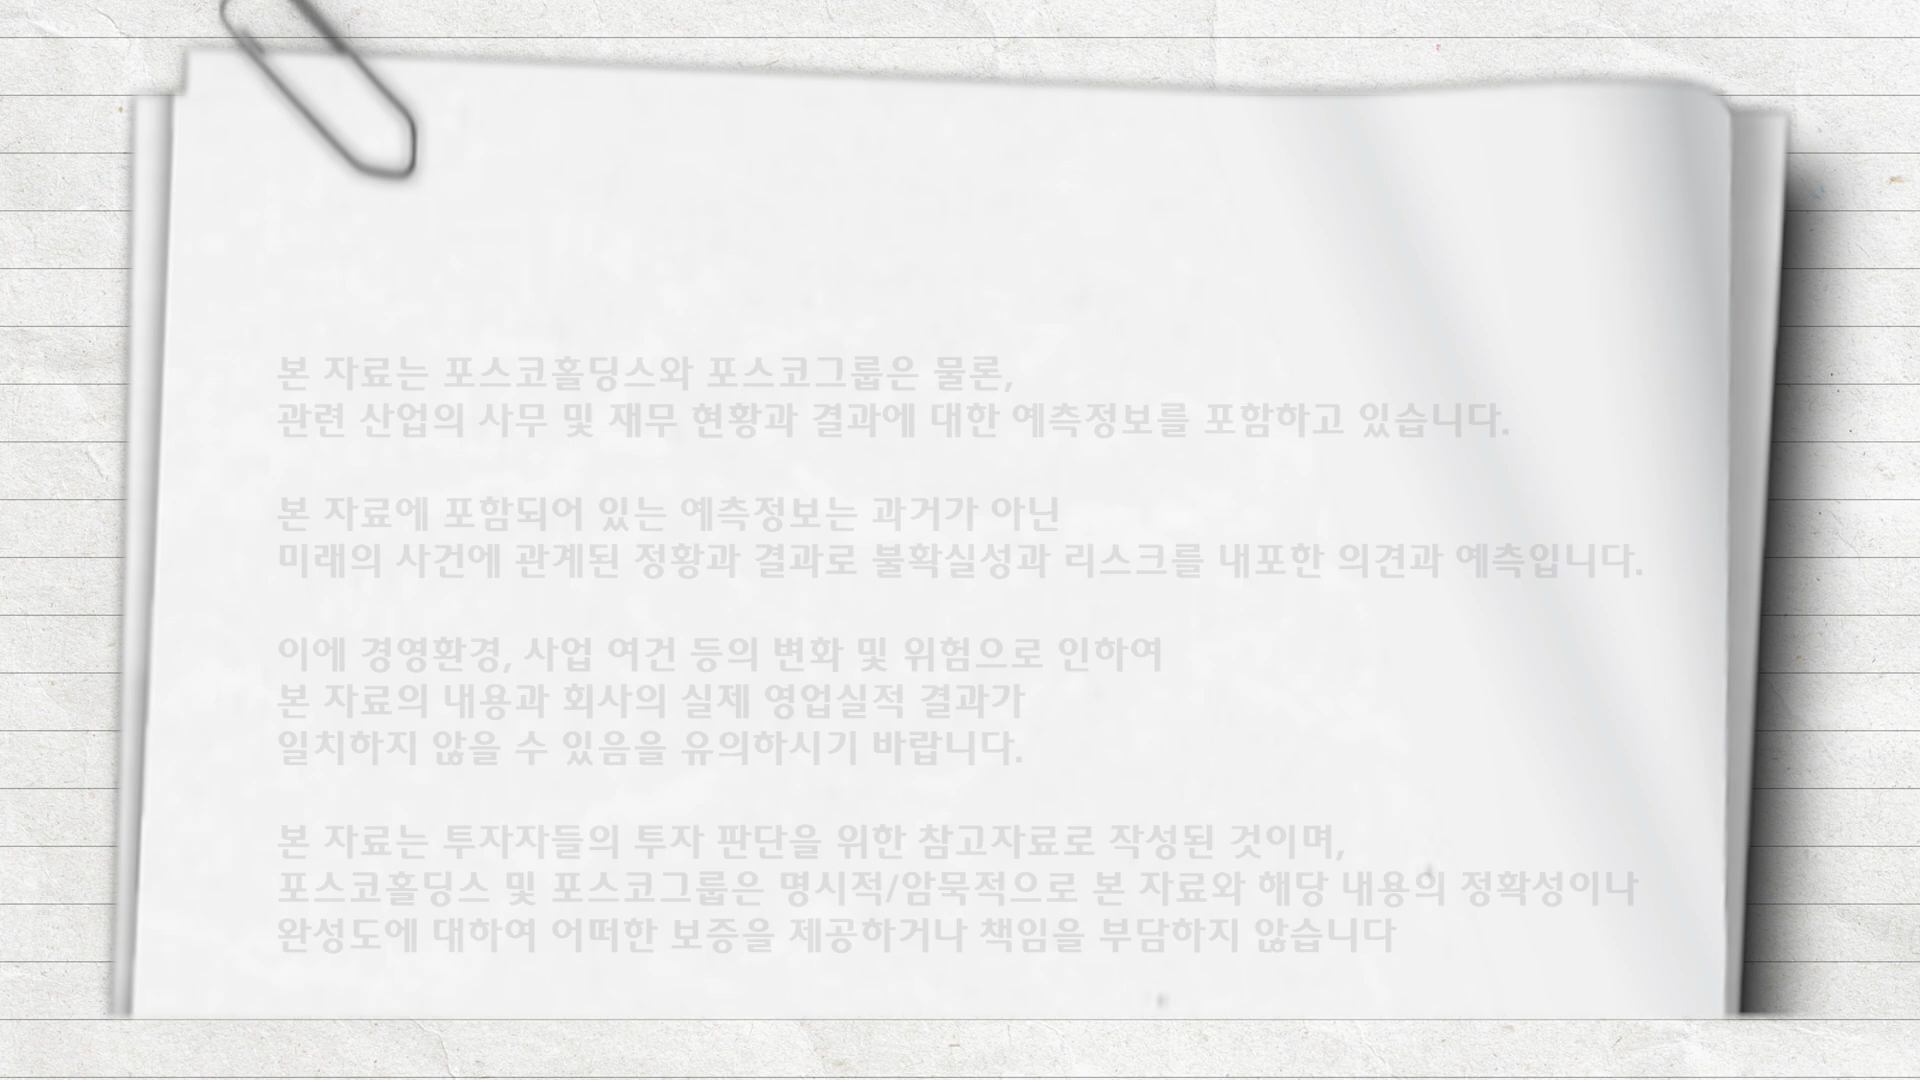 본 자료는 포스코홀딩스와 포스코그룹은 물론,
관련 산업의 사무 및 재무 현황과 결과에 대한 예측정보를 포함하고 있습니다.
본 자료에 포함되어 있는 예측정보는 과거가 아닌
미래의 사건에 관계된 정황과 결과로 불확실성과 리스크를 내포한 의견과 예측입니다.
이에 경영환경, 사업 여건 등의 변화 및 위험으로 인하여
본 자료의 내용과 회사의 실제 영업실적 결과가
일치하지 않을 수 있음을 유의하시기 바랍니다.
본 자료는 투자자들의 투자 판단을 위한 참고자료로 작성된 것이며,
포스코홀딩스 및 포스코그룹은 명시적/암묵적으로 본 자료와 해당 내용의 정확성이나
완성도에 대하여 어떠한 보증을 제공하거나 책임을 부담하지 않습니다